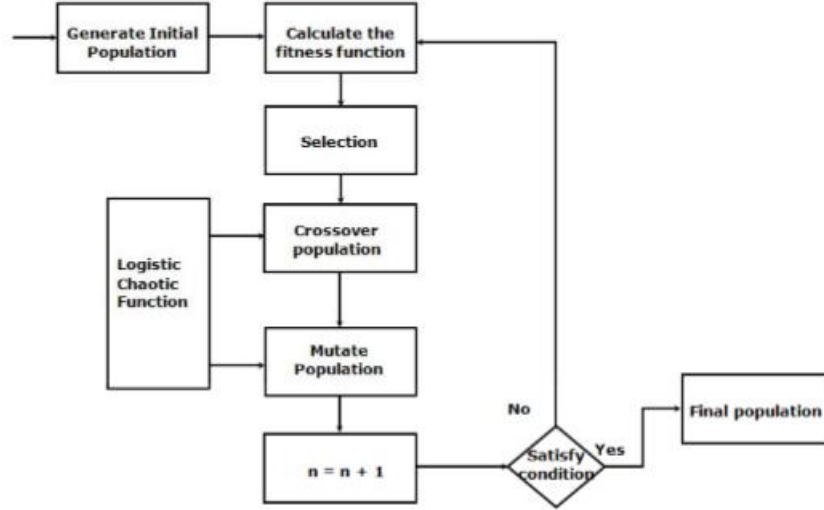 Generate Initial
Population
Calculate the
fitness function
Selection
Crossover
population
Logistic
Chaotic
Function
Mutate
Population
n = n + 1
No
Satisfy
condition
Yes
Final population